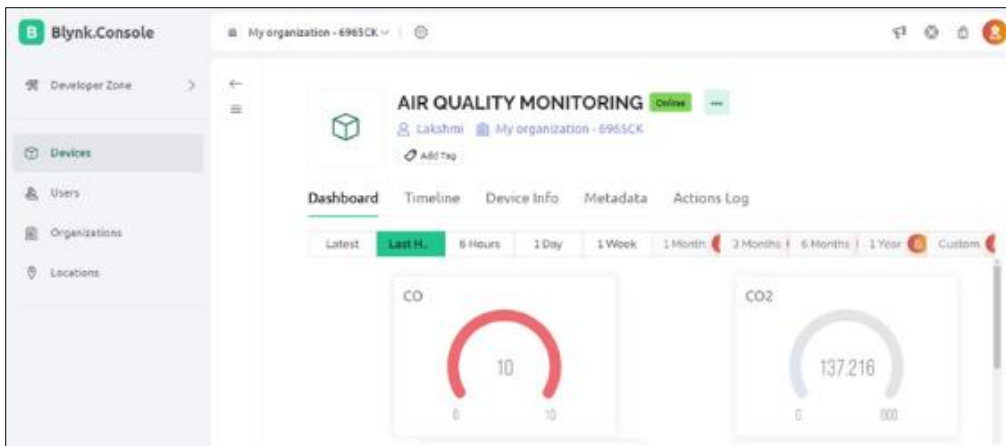 B Blynk.Console
My organization - 6965CK
Developer Zone
Devices
Users
Organizations
Locations
AIR QUALITY MONITORING Online
Lakshmi My organization - 6965CK
Add Tag
Dashboard Timeline Device Info Metadata Actions Log
Latest Last H.. 6 Hours 1 Day 1 Week 1 Month 3 Months 6 Months 1 Year Custom
CO
10
0 10
CO2
137.216
0 600